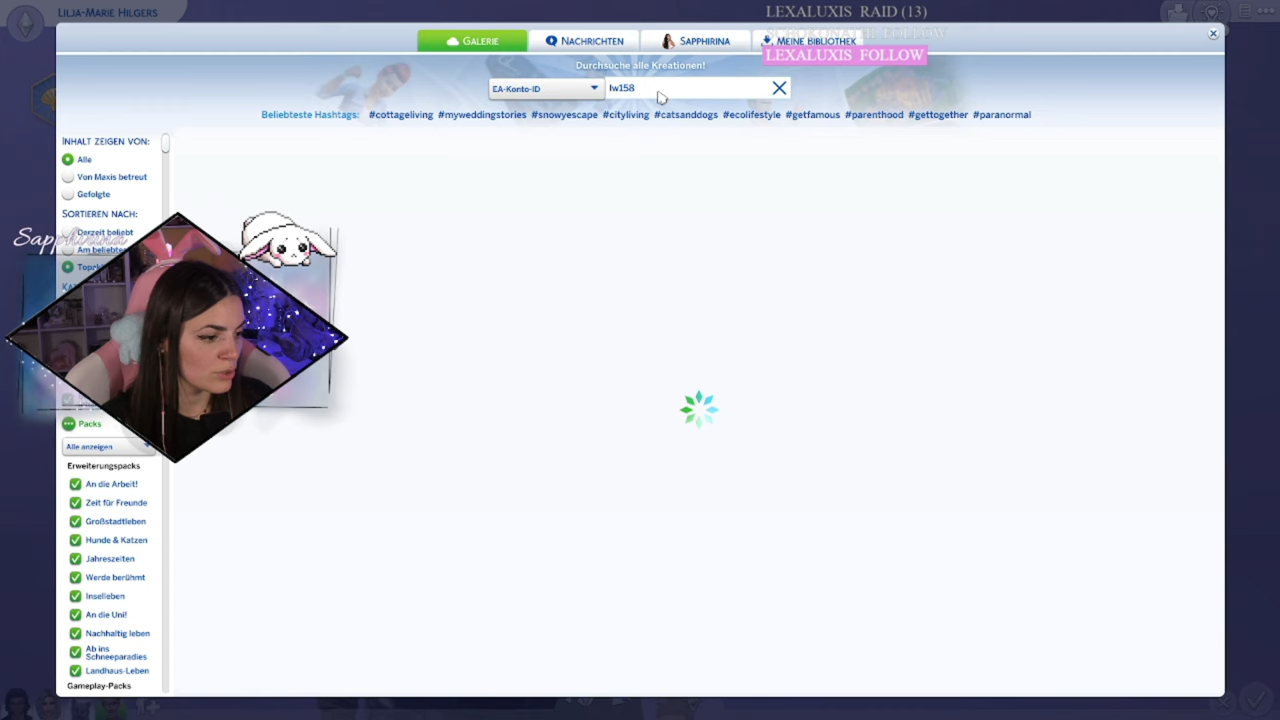 Lilja-Marie Hilgers
LEXALUXIS RAID (13)
LEXALUXIS FOLLOW
Galerie
Nachrichten
Sapphirina
Meine Bibliothek
Durchsuche alle Kreationen!
EA-Konto-ID
lw158
Beliebteste Hashtags: #cottageliving #myweddingstories #snowyescape #cityliving #catsanddogs #ecolifestyle #getfamous #parenthood #gettogether #paranormal
Inhalt zeigen von:
Alle
Von Maxis betreut
Gefolgte
Sortieren nach:
Derzeit beliebt
Am beliebtesten
Sapphirina
Packs
Alle anzeigen
Erweiterungspacks
An die Arbeit!
Zeit für Freunde
Großstadtleben
Hunde & Katzen
Jahreszeiten
Werde berühmt
Inselleben
An die Uni!
Nachhaltig leben
Ab ins
Schneeparadies
Landhaus-Leben
Gameplay-Packs